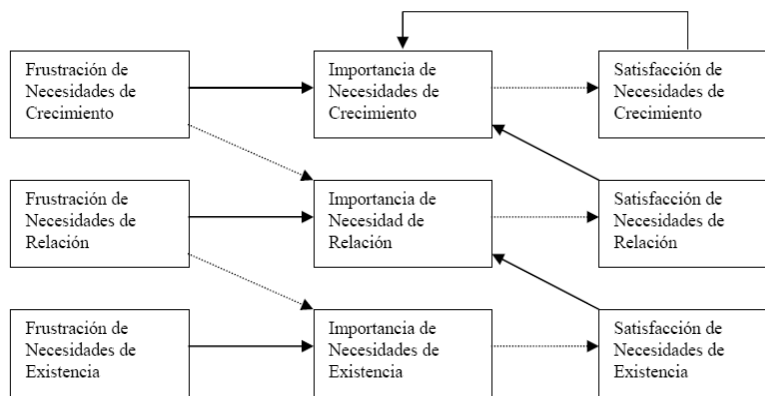 Frustración de
Necesidades de
Crecimiento
Importancia de
Necesidades de
Crecimiento
Satisfacción de
Necesidades de
Crecimiento
Frustración de
Necesidades de
Relación
Importancia de
Necesidad de
Relación
Satisfacción de
Necesidades de
Relación
Frustración de
Necesidades de
Existencia
Importancia de
Necesidades de
Existencia
Satisfacción de
Necesidades de
Existencia